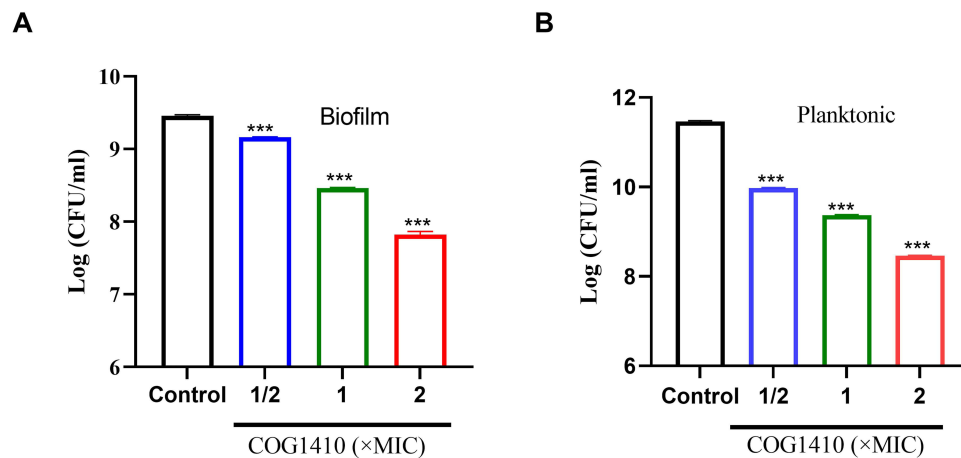 A
Log (CFU/ml)
10
9
8
7
6
Biofilm
***
***
***
Control 1/2 1 2
COG1410 (×MIC)
B
Log (CFU/ml)
12
10
8
6
Planktonic
***
***
***
Control 1/2 1 2
COG1410 (×MIC)